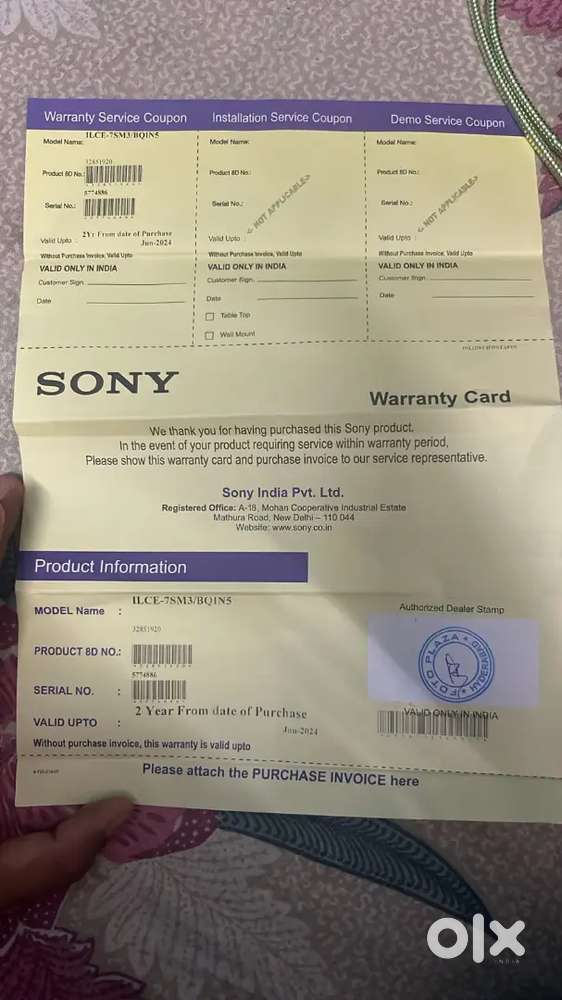 Warranty Service Coupon
Model Name: ILCE-7SM3/BQIN5
32851920
Product 8D No.:
5774886
Serial No.:
2Yr From date of Purchase
Valid Upto : Jun-2024
Without Purchase Invoice, Valid Upto
VALID ONLY IN INDIA
Customer Sign.
Date
Installation Service Coupon
Model Name:
Product 8D No.:
Serial No.:
< NOT APPLICABLE>
Valid Upto :
Without Purchase Invoice, Valid Upto
VALID ONLY IN INDIA
Customer Sign.
Date
Table Top
Wall Mount
Demo Service Coupon
Model Name:
Product 8D No.:
Serial No.:
< NOT APPLICABLE>
Valid Upto :
Without Purchase Invoice, Valid Upto
VALID ONLY IN INDIA
Customer Sign.
Date
SONY
Warranty Card
We thank you for having purchased this Sony product.
In the event of your product requiring service within warranty period,
Please show this warranty card and purchase invoice to our service representative.
Sony India Pvt. Ltd.
Registered Office: A-18, Mohan Cooperative Industrial Estate
Mathura Road, New Delhi – 110 044
Website: www.sony.co.in
Product Information
MODEL Name : ILCE-7SM3/BQIN5
32851920
PRODUCT 8D NO.:
5774886
SERIAL NO. :
VALID UPTO : 2 Year From date of Purchase
Jun-2024
Without purchase invoice, this warranty is valid upto
Authorized Dealer Stamp
FOTO PLAZA * HYDERABAD *
VALID ONLY IN INDIA
Please attach the PURCHASE INVOICE here
olx
INDIA